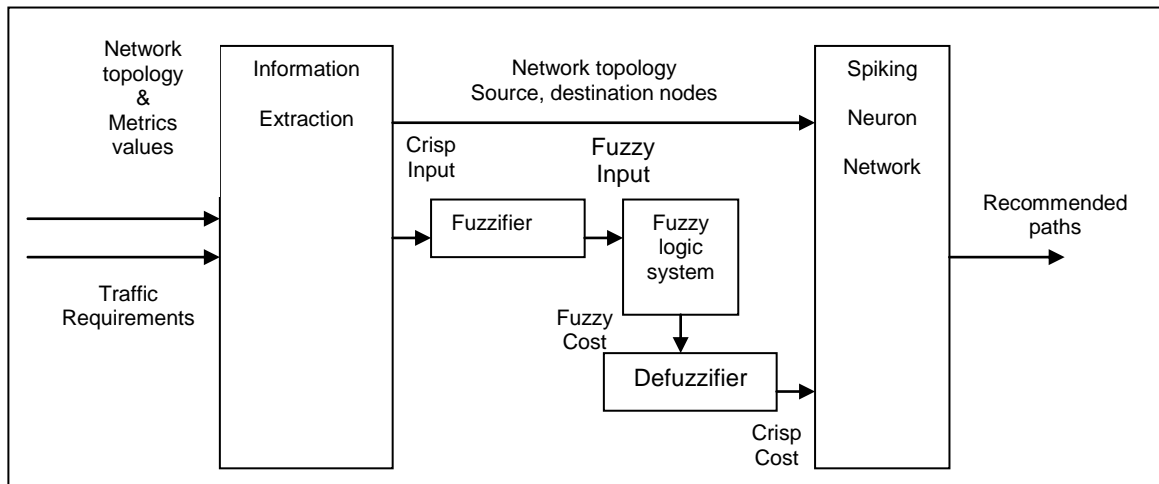 Network
topology
&
Metrics
values
Traffic
Requirements
Information
Extraction
Network topology
Source, destination nodes
Crisp
Input
Fuzzy
Input
Fuzzifier
Fuzzy
logic
system
Fuzzy
Cost
Defuzzifier
Crisp
Cost
Spiking
Neuron
Network
Recommended
paths